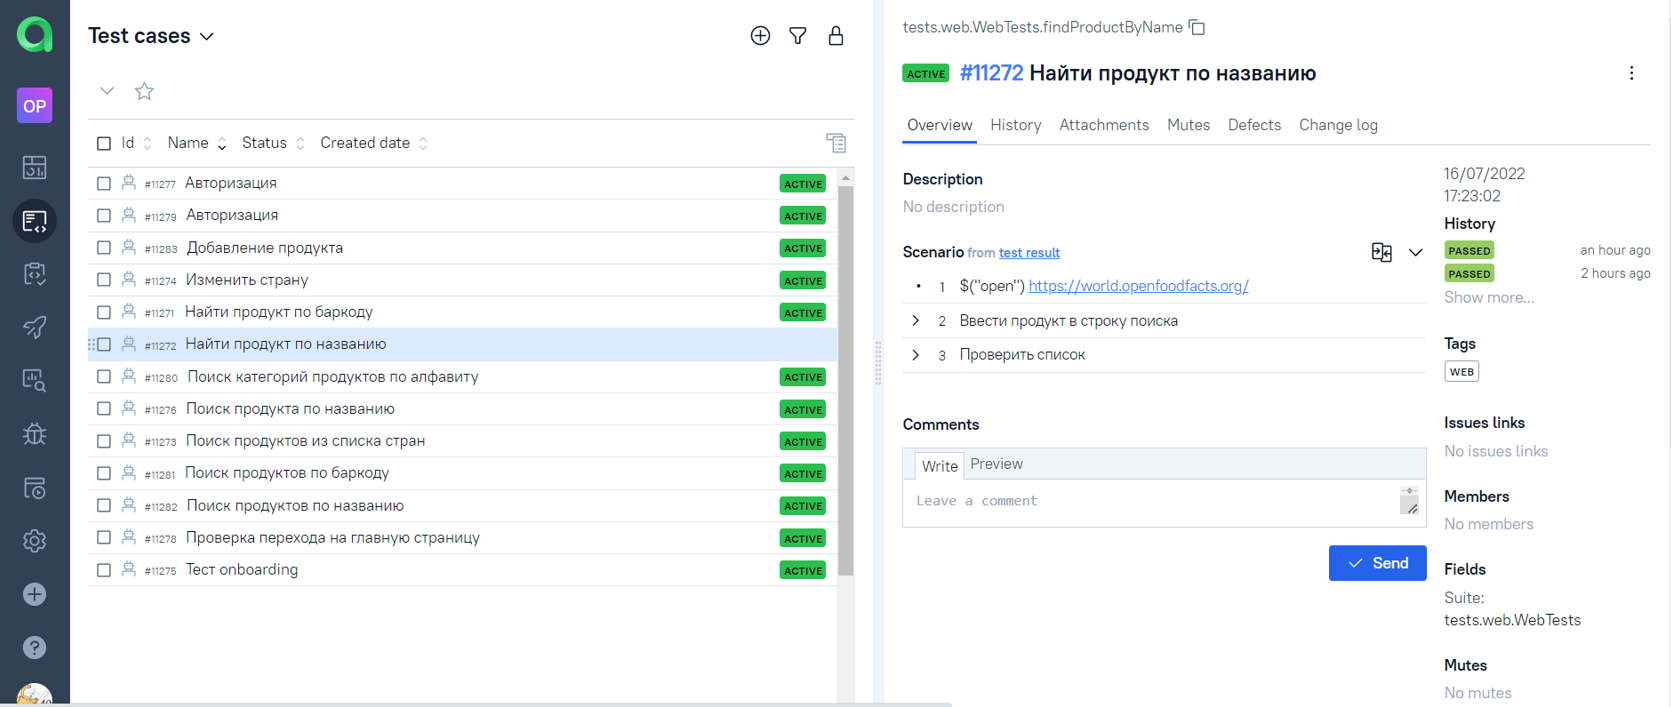 Test cases
OP
Id Name Status Created date
#11277 Авторизация ACTIVE
#11279 Авторизация ACTIVE
#11283 Добавление продукта ACTIVE
#11274 Изменить страну ACTIVE
#11271 Найти продукт по баркоду ACTIVE
#11272 Найти продукт по названию
#11280 Поиск категорий продуктов по алфавиту ACTIVE
#11276 Поиск продукта по названию ACTIVE
#11273 Поиск продуктов из списка стран ACTIVE
#11281 Поиск продуктов по баркоду ACTIVE
#11282 Поиск продуктов по названию ACTIVE
#11278 Проверка перехода на главную страницу ACTIVE
#11275 Тест onboarding ACTIVE
tests.web.WebTests.findProductByName
ACTIVE #11272 Найти продукт по названию
Overview History Attachments Mutes Defects Change log
Description
No description
Scenario from test result
• 1 $("open") https://world.openfoodfacts.org/
2 Ввести продукт в строку поиска
3 Проверить список
Comments
Write Preview
Leave a comment
Send
16/07/2022
17:23:02
History
PASSED an hour ago
PASSED 2 hours ago
Show more...
Tags
WEB
Issues links
No issues links
Members
No members
Fields
Suite:
tests.web.WebTests
Mutes
No mutes